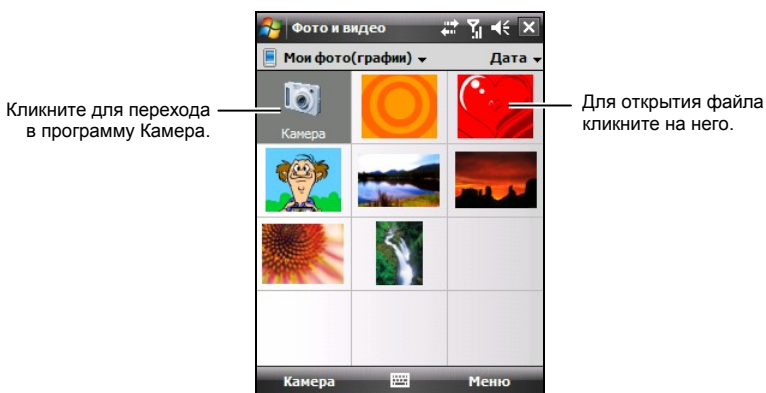 Фото и видео
Мои фото(графии)
Дата
Кликните для перехода
в программу Камера.
Камера
Для открытия файла
кликните на него.
Камера
Меню